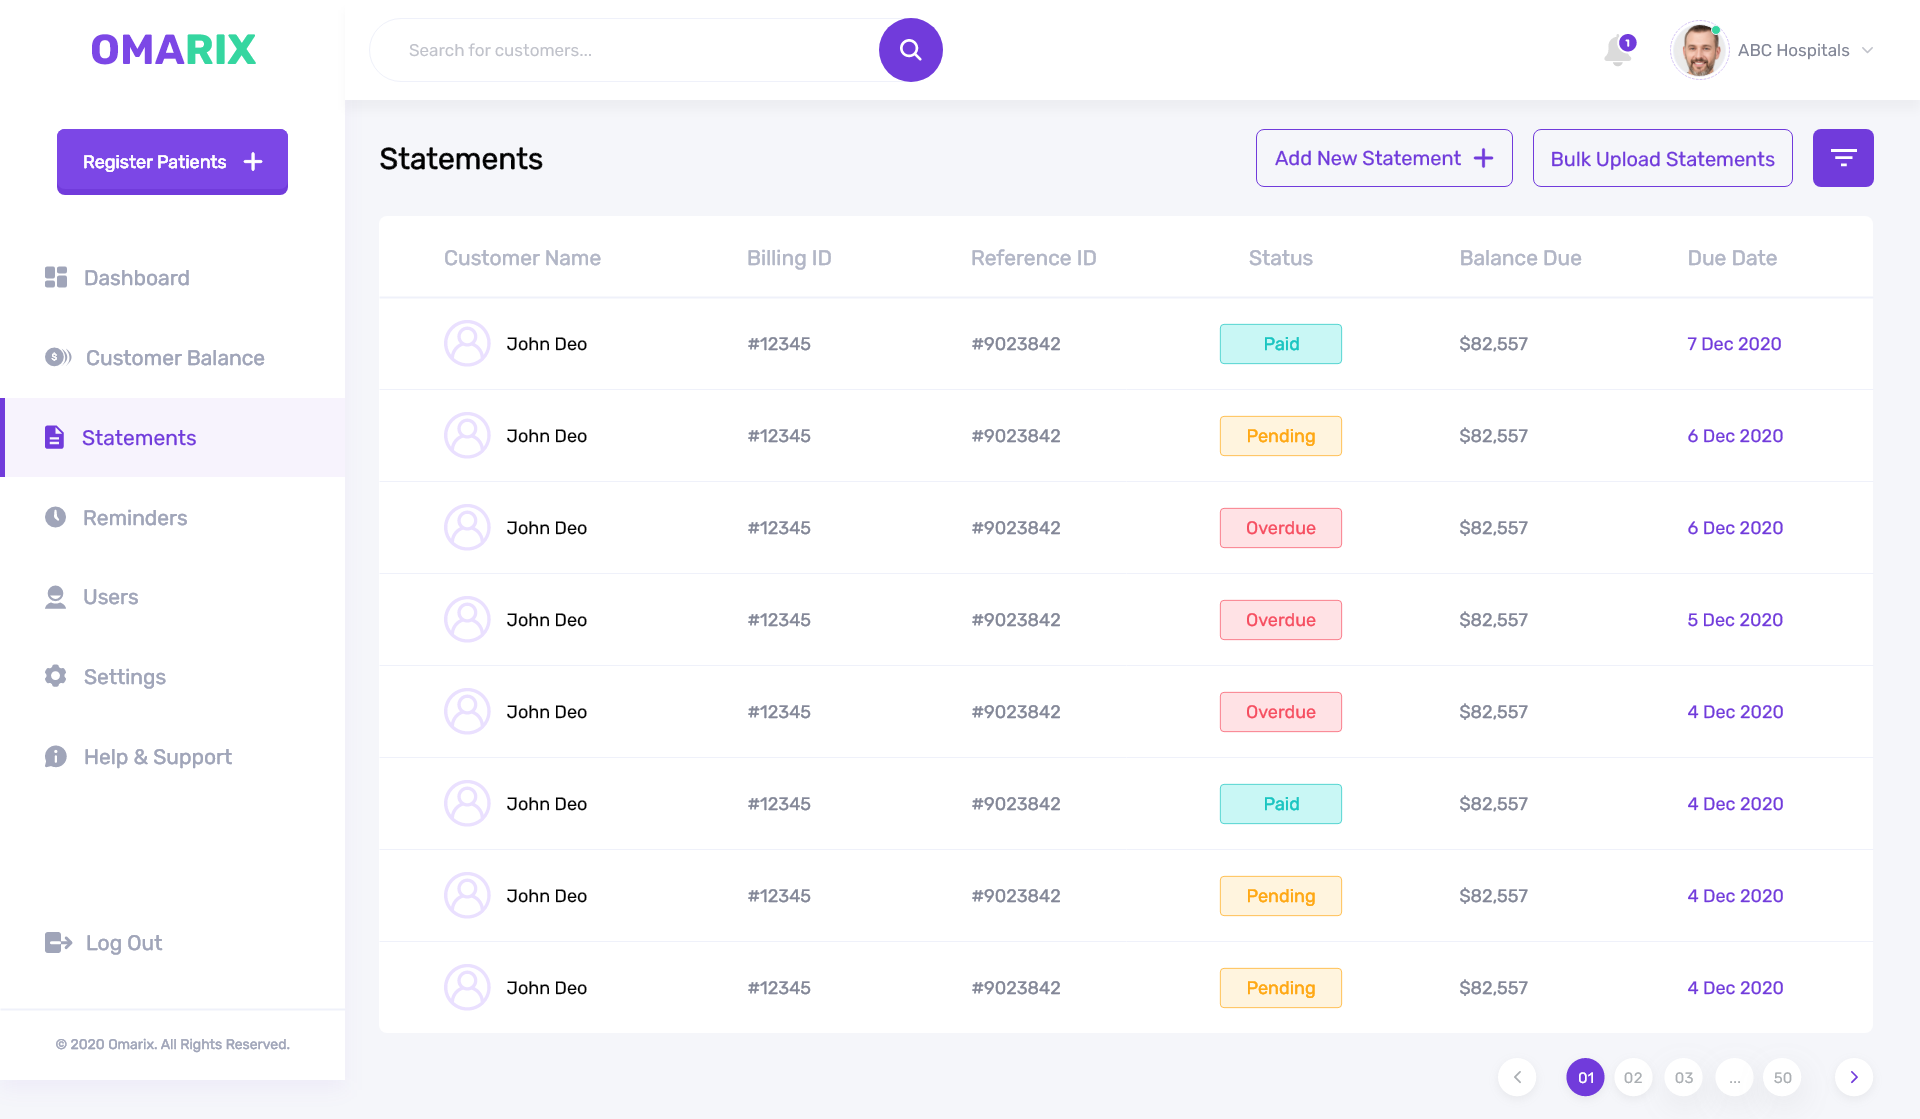 OMARIX
Search for customers...
1
ABC Hospitals
Register Patients
Dashboard
Customer Balance
Statements
Reminders
Users
Settings
Help & Support
Log Out
© 2020 Omarix. All Rights Reserved.
Statements
Add New Statement
Bulk Upload Statements
Customer Name Billing ID Reference ID Status Balance Due Due Date
John Deo #12345 #9023842 Paid $82,557 7 Dec 2020
John Deo #12345 #9023842 Pending $82,557 6 Dec 2020
John Deo #12345 #9023842 Overdue $82,557 6 Dec 2020
John Deo #12345 #9023842 Overdue $82,557 5 Dec 2020
John Deo #12345 #9023842 Overdue $82,557 4 Dec 2020
John Deo #12345 #9023842 Paid $82,557 4 Dec 2020
John Deo #12345 #9023842 Pending $82,557 4 Dec 2020
John Deo #12345 #9023842 Pending $82,557 4 Dec 2020
01 02 03 ... 50